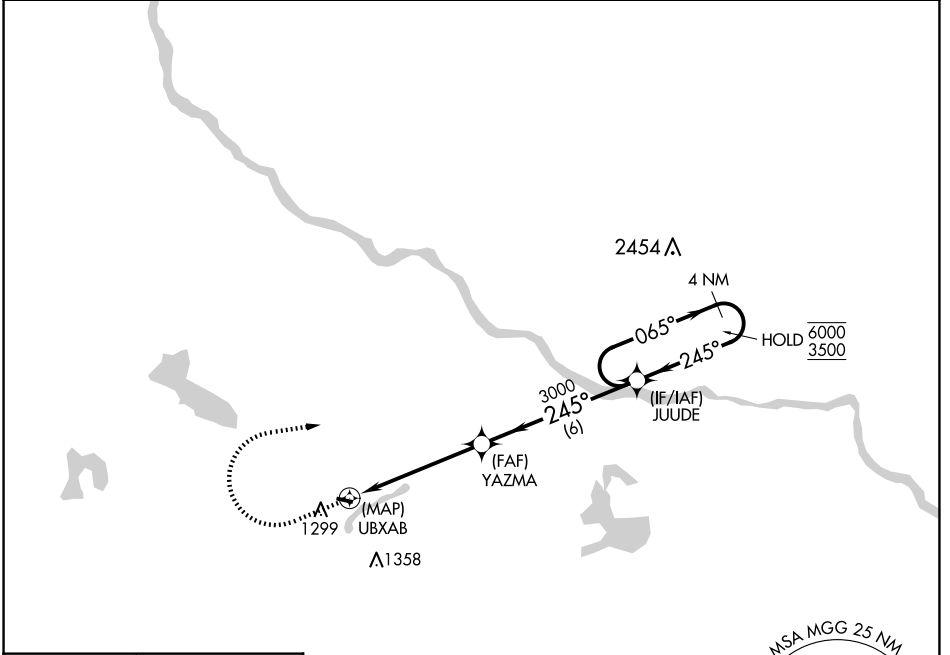 2454
4 NM
065°
HOLD 6000
3500
245°
3000
245°
(6)
(IF/IAF)
JUUDE
(FAF)
YAZMA
(MAP)
UBXAB
1299
1358
MSA MGG 25 NM